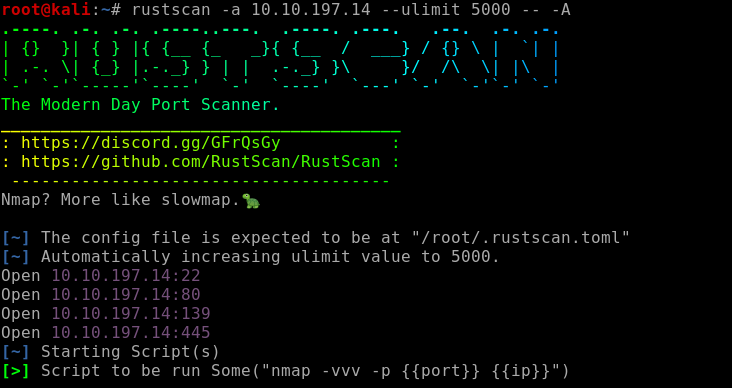 root@kali:~# rustscan -a 10.10.197.14 --ulimit 5000 -- -A
.----. .-. .-. .----..---.  .----. .---.   .--.  .-. .-.
| {}  }| { } |{ {__ {_   _}{ {__  /  ___} / {} \ |  `| |
| .-. \| {_} |.-._} } | |  .-._} }\     }/  /\  \| |\  |
`-' `-'`-----'`----'  `-'  `----'  `---' `-'  `-'`-' `-'
The Modern Day Port Scanner.
________________________________________
: https://discord.gg/GFrQsGy           :
: https://github.com/RustScan/RustScan :
 --------------------------------------
Nmap? More like slowmap.🐢
[~] The config file is expected to be at "/root/.rustscan.toml"
[~] Automatically increasing ulimit value to 5000.
Open 10.10.197.14:22
Open 10.10.197.14:80
Open 10.10.197.14:139
Open 10.10.197.14:445
[~] Starting Script(s)
[>] Script to be run Some("nmap -vvv -p {{port}} {{ip}}")